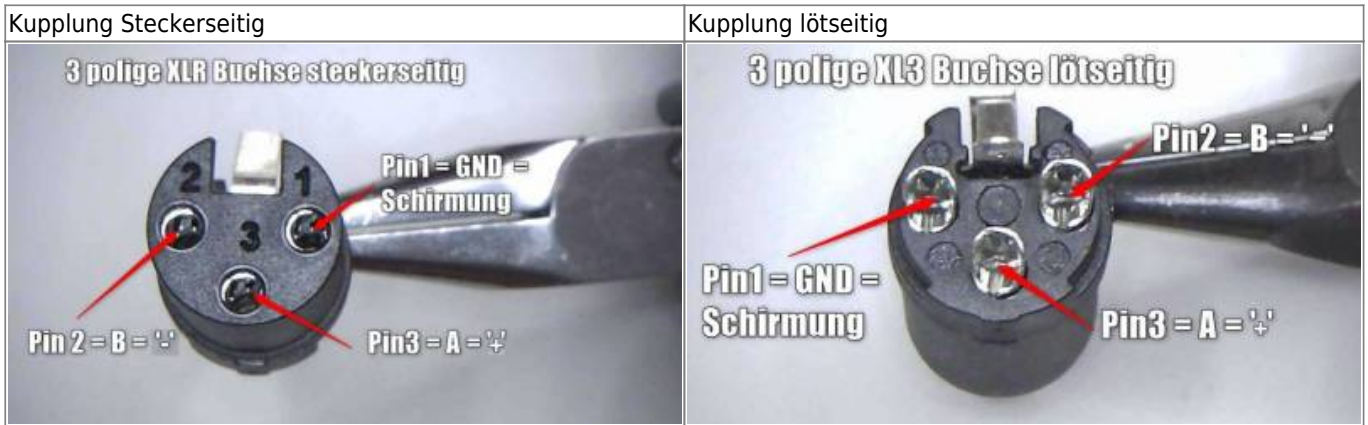 Kupplung Steckerseitig
Kupplung lötseitig
3 polige XLR Buchse steckerseitig
2
1
Pin1 = GND =
Schirmung
3
Pin 2 = B = '-'
Pin3 = A = '+'
3 polige XL3 Buchse lötseitig
Pin2 = B = '-'
Pin1 = GND =
Schirmung
Pin3 = A = '+'